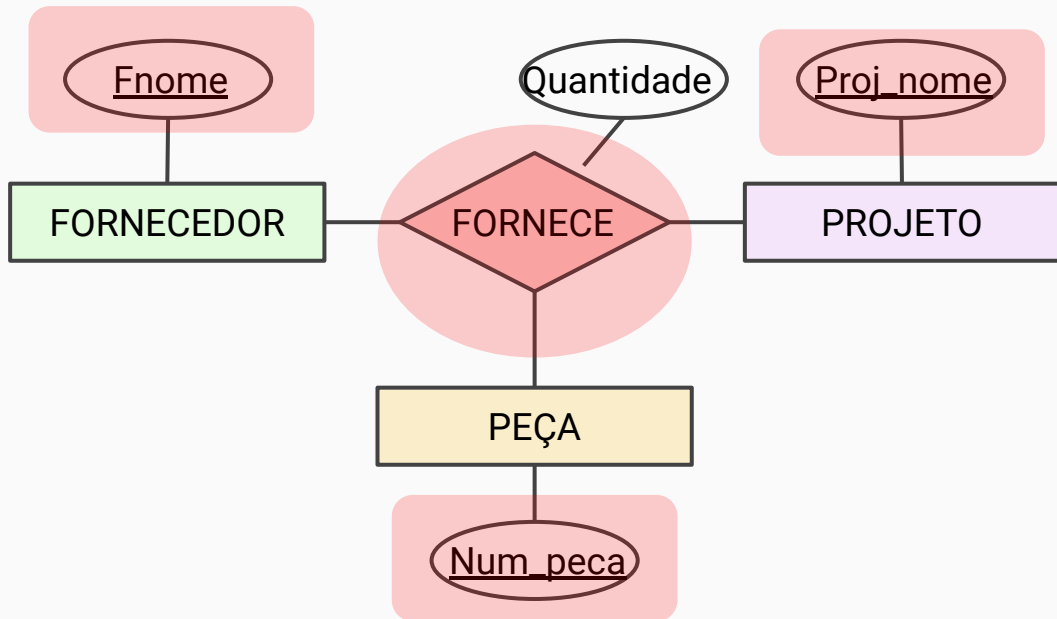 Fnome
Quantidade
Proj_nome
FORNECEDOR
FORNECE
PROJETO
PEÇA
Num_peca